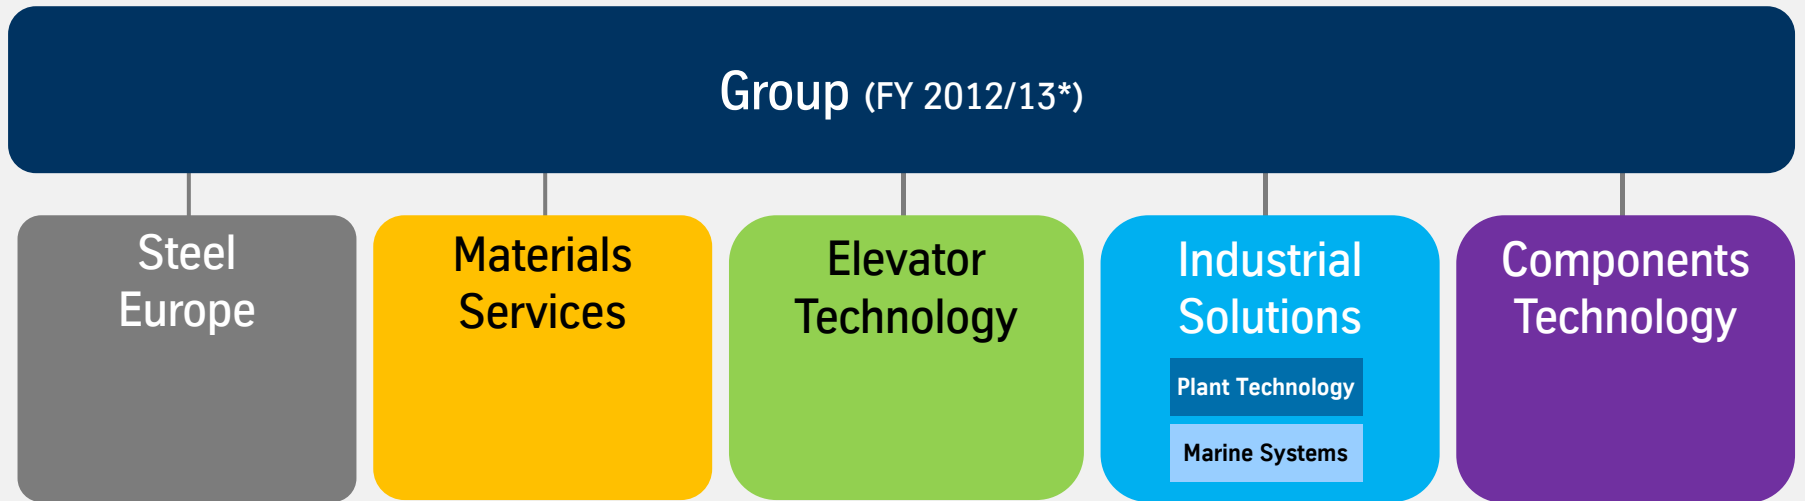 Group (FY 2012/13*)
Steel
Europe
Materials
Services
Elevator
Technology
Industrial
Solutions
Plant Technology
Marine Systems
Components
Technology